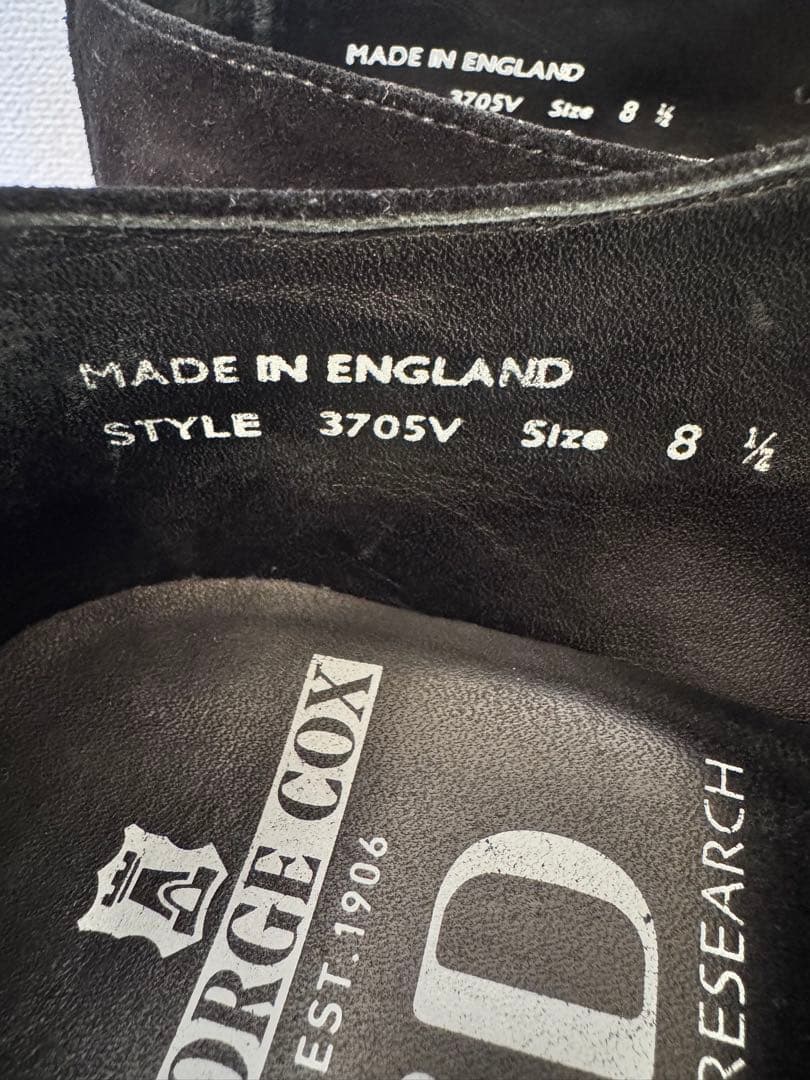 MADE IN ENGLAND
3705V Size 8 ½
MADE IN ENGLAND
STYLE 3705V Size 8 ½
ORGE COX
EST.1906
D
RESEARCH